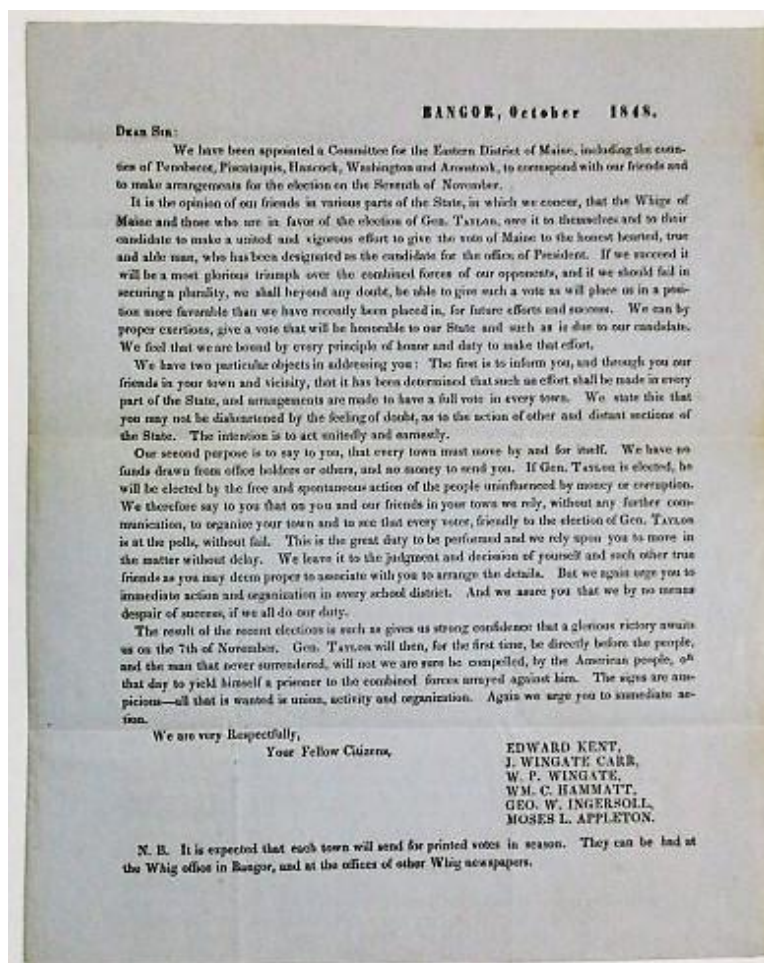 BANGOR, October 1848.
DEAR SIR:
We have been appointed a Committee for the Eastern District of Maine, including the coun-
ties of Penobscot, Piscataquis, Hancock, Washington and Aroostook, to correspond with our friends and
to make arrangements for the election on the Seventh of November.
It is the opinion of our friends in various parts of the State, in which we concur, that the Whigs of
Maine and those who are in favor of the election of GEN. TAYLOR, owe it to themselves and to their
candidate to make a united and vigorous effort to give the vote of Maine to the honest hearted, true
and able man, who has been designated as the candidate for the office of President. If we succeed it
will be a most glorious triumph over the combined forces of our opponents, and if we should fail in
securing a plurality, we shall beyond any doubt, be able to give such a vote as will place us in a posi-
tion more favorable than we have recently been placed in, for future efforts and success. We can by
proper exertions, give a vote that will be honorable to our State and such as is due to our candidate.
We feel that we are bound by every principle of honor and duty to make that effort.
We have two particular objects in addressing you: The first is to inform you, and through you our
friends in your town and vicinity, that it has been determined that such an effort shall be made in every
part of the State, and arrangements are made to have a full vote in every town. We state this that
you may not be disheartened by the feeling of doubt, as to the action of other and distant sections of
the State. The intention is to act unitedly and earnestly.
Our second purpose is to say to you, that every town must move by and for itself. We have no
funds drawn from office holders or others, and no money to send you. If GEN. TAYLOR is elected, he
will be elected by the free and spontaneous action of the people uninfluenced by money or corruption.
We therefore say to you that on you and our friends in your town we rely, without any further com-
munication, to organize your town and to see that every voter, friendly to the election of GEN. TAYLOR
is at the polls, without fail. This is the great duty to be performed and we rely upon you to move in
the matter without delay. We leave it to the judgment and decision of yourself and such other true
friends as you may deem proper to associate with you to arrange the details. But we again urge you to
immediate action and organization in every school district. And we assure you that we by no means
despair of success, if we all do our duty.
The result of the recent elections is such as gives us strong confidence that a glorious victory awaits
us on the 7th of November. GEN. TAYLOR will then, for the first time, be directly before the people,
and the man that never surrendered, will not we are sure be compelled, by the American people, on
that day to yield himself a prisoner to the combined forces arrayed against him. The signs are aus-
picious—all that is wanted is union, activity and organization. Again we urge you to immediate ac-
tion.
We are very Respectfully,
Your Fellow Citizens,
EDWARD KENT,
J. WINGATE CARR,
W. P. WINGATE,
WM. C. HAMMATT,
GEO. W. INGERSOLL,
MOSES L. APPLETON.
N. B. It is expected that each town will send for printed votes in season. They can be had at
the Whig office in Bangor, and at the offices of other Whig newspapers.